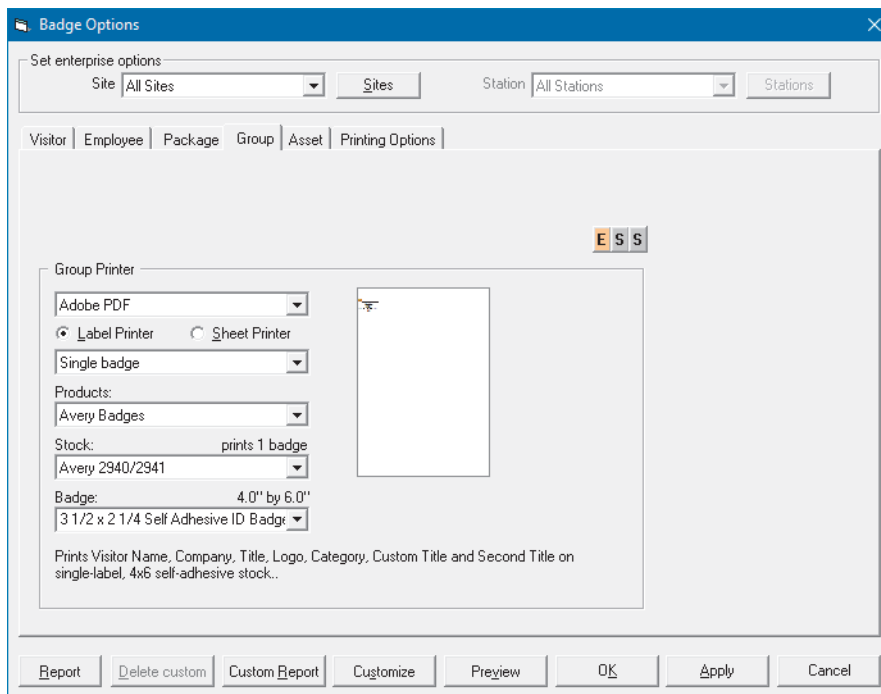 Badge Options
Set enterprise options
Site All Sites Sites Station All Stations Stations
Visitor Employee Package Group Asset Printing Options
E S S
Group Printer
Adobe PDF
Label Printer Sheet Printer
Single badge
Products:
Avery Badges
Stock: prints 1 badge
Avery 2940/2941
Badge: 4.0" by 6.0"
3 1/2 x 2 1/4 Self Adhesive ID Badge
Prints Visitor Name, Company, Title, Logo, Category, Custom Title and Second Title on
single-label, 4x6 self-adhesive stock..
Report Delete custom Custom Report Customize Preview OK Apply Cancel